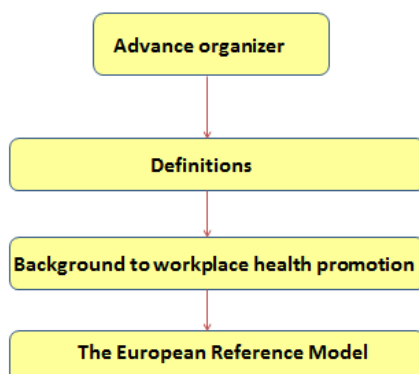 Advance organizer
Definitions
Background to workplace health promotion
The European Reference Model